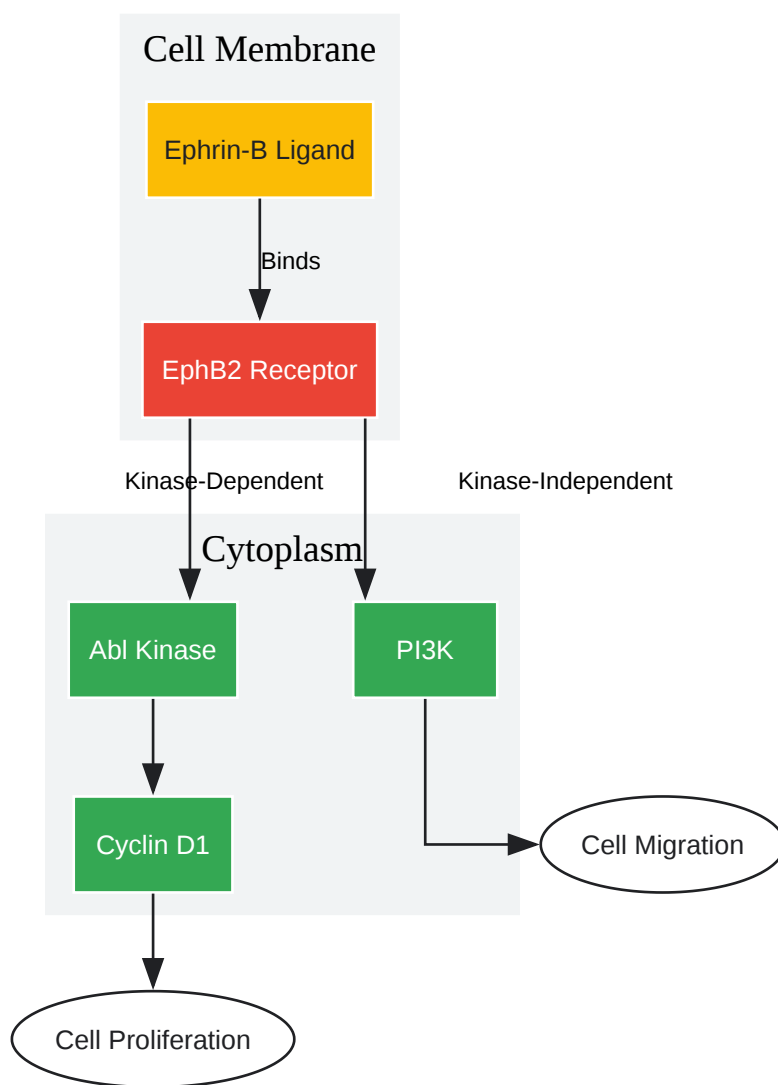 Cell Membrane
Ephrin-B Ligand
Binds
EphB2 Receptor
Kinase-Dependent
Kinase-Independent
Cytoplasm
Abl Kinase
PI3K
Cyclin D1
Cell Migration
Cell Proliferation